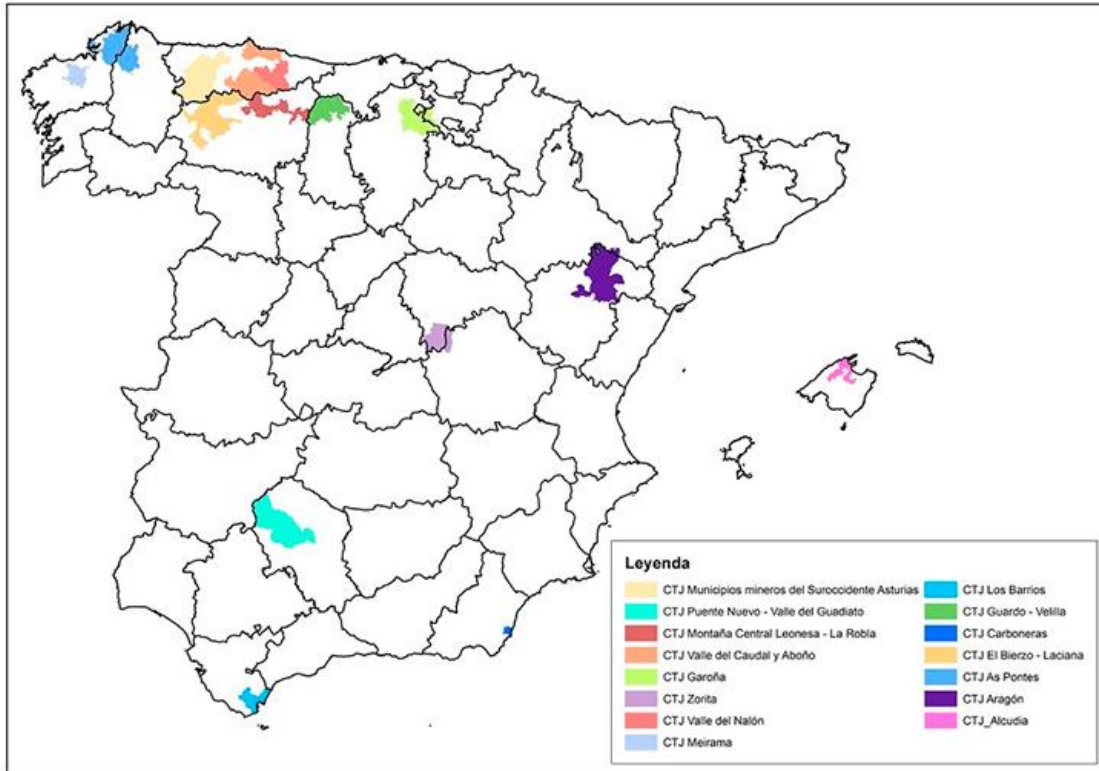 Leyenda
CTJ Municipios mineros del Suroccidente Asturias
CTJ Puente Nuevo - Valle del Guadiato
CTJ Montaña Central Leonesa - La Robla
CTJ Valle del Caudal y Aboño
CTJ Garoña
CTJ Zorita
CTJ Valle del Nalón
CTJ Meirama
CTJ Los Barrios
CTJ Guardo - Velilla
CTJ Carboneras
CTJ El Bierzo - Laciana
CTJ As Pontes
CTJ Aragón
CTJ_Alcudia